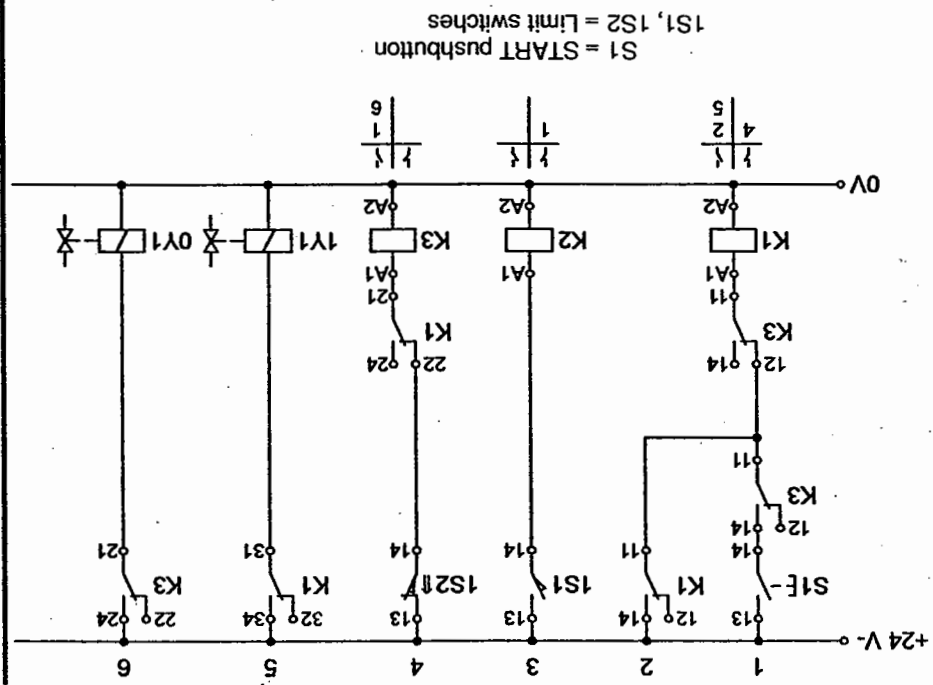 1 2 3 4 5 6
+24 V
13 12 14 13 13 32 34 22 24
S1 K1 1S1 1S2 K1 K3
14 11 14 14 31 21
12 14
K3
11
12 14 22 24
K3 K1
11 21
A1 A1 A1
K1 K2 K3 1Y1 0Y1
A2 A2 A2
0V
4 2 1 1
5 6
S1 = START pushbutton
1S1, 1S2 = Limit switches